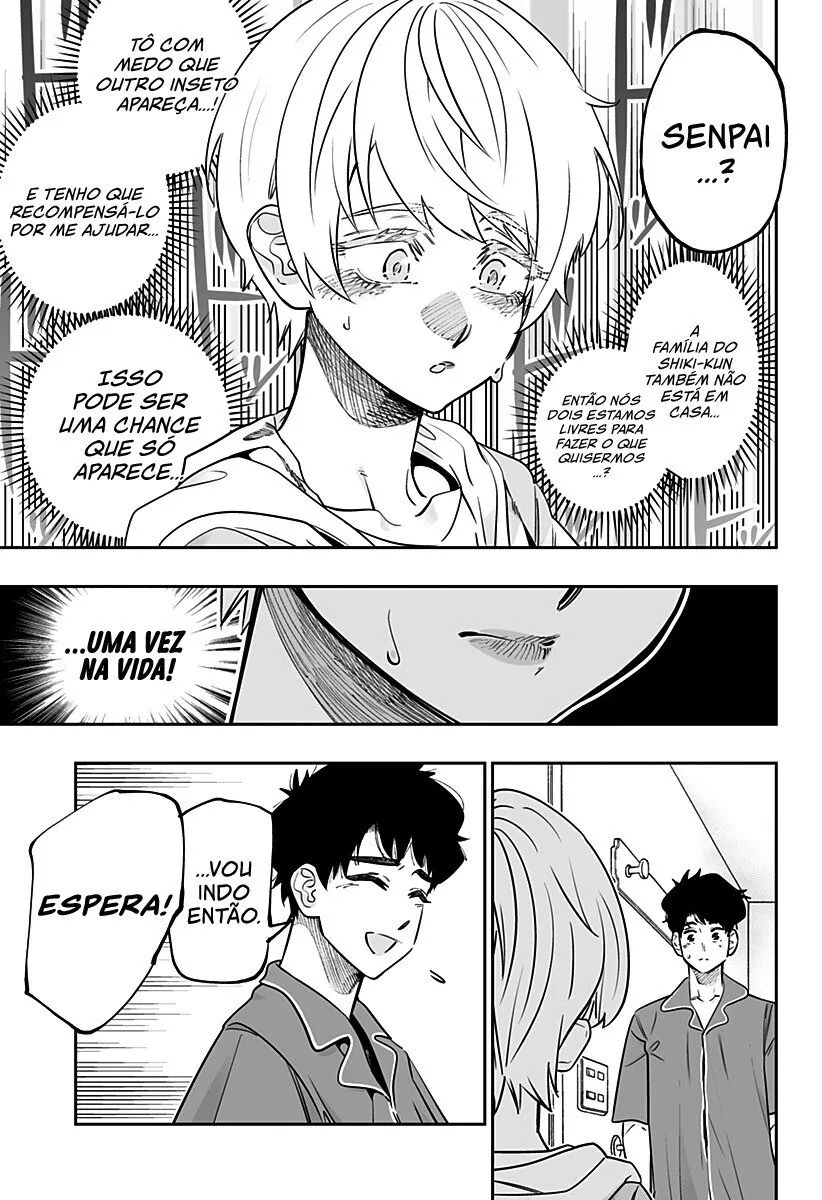 SENPAI
...?
A
FAMÍLIA DO
SHIKI-KUN
TAMBÉM NÃO
ESTÁ EM
CASA...
ENTÃO NÓS
DOIS ESTAMOS
LIVRES PARA
FAZER O QUE
QUISERMOS
...?
TÔ COM
MEDO QUE
OUTRO INSETO
APAREÇA...!
E TENHO QUE
RECOMPENSÁ-LO
POR ME AJUDAR...
ISSO
PODE SER
UMA CHANCE
QUE SÓ
APARECE...!
...UMA VEZ
NA VIDA!
...VOU
INDO
ENTÃO.
ESPERA!